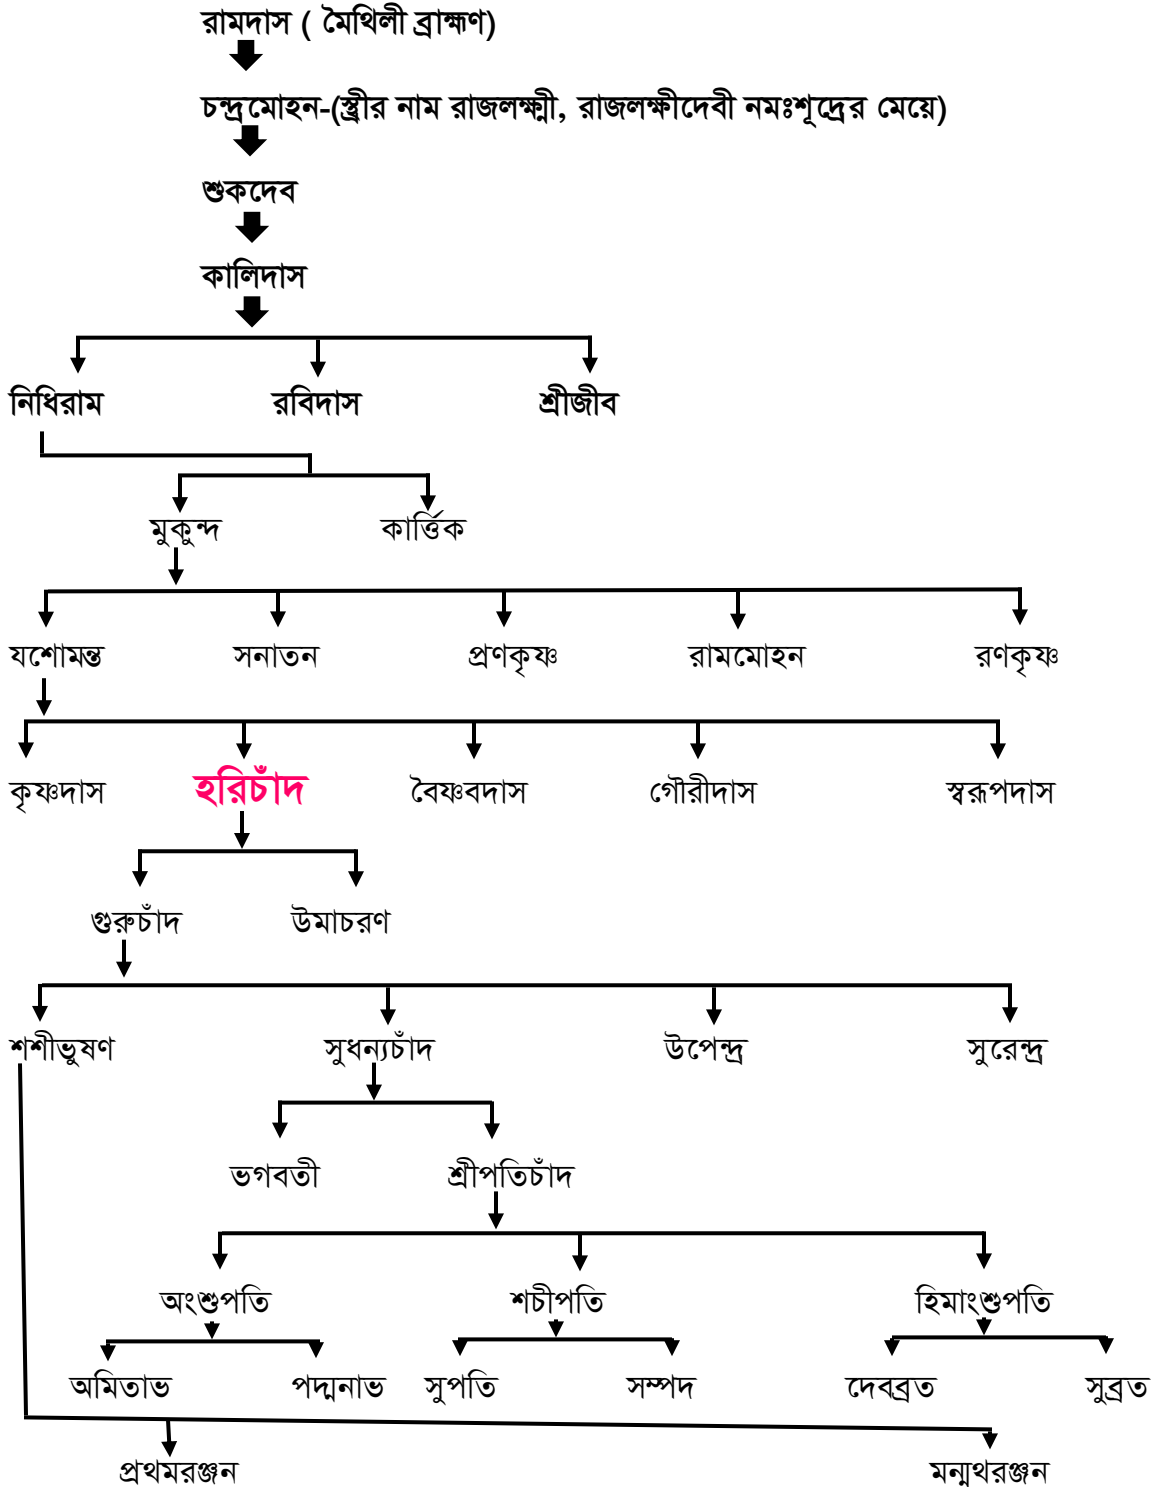 রামদাস ( মৈথিলী ব্রাহ্মণ)
চন্দ্রমোহন-(স্ত্রীর নাম রাজলক্ষ্মী, রাজলক্ষীদেবী নমঃশূদ্রের মেয়ে)
শুকদেব
কালিদাস
নিধিরাম রবিদাস শ্রীজীব
মুকুন্দ কার্ত্তিক
যশোমন্ত সনাতন প্রণকৃষ্ণ রামমোহন রণকৃষ্ণ
কৃষ্ণদাস হরিচাঁদ বৈষ্ণবদাস গৌরীদাস স্বরূপদাস
গুরুচাঁদ উমাচরণ
শশীভুষণ সুধন্যচাঁদ উপেন্দ্র সুরেন্দ্র
ভগবতী শ্রীপতিচাঁদ
অংশুপতি শচীপতি হিমাংশুপতি
অমিতাভ পদ্মনাভ সুপতি সম্পদ দেবব্রত সুব্রত
প্রথমরঞ্জন মন্মথরঞ্জন